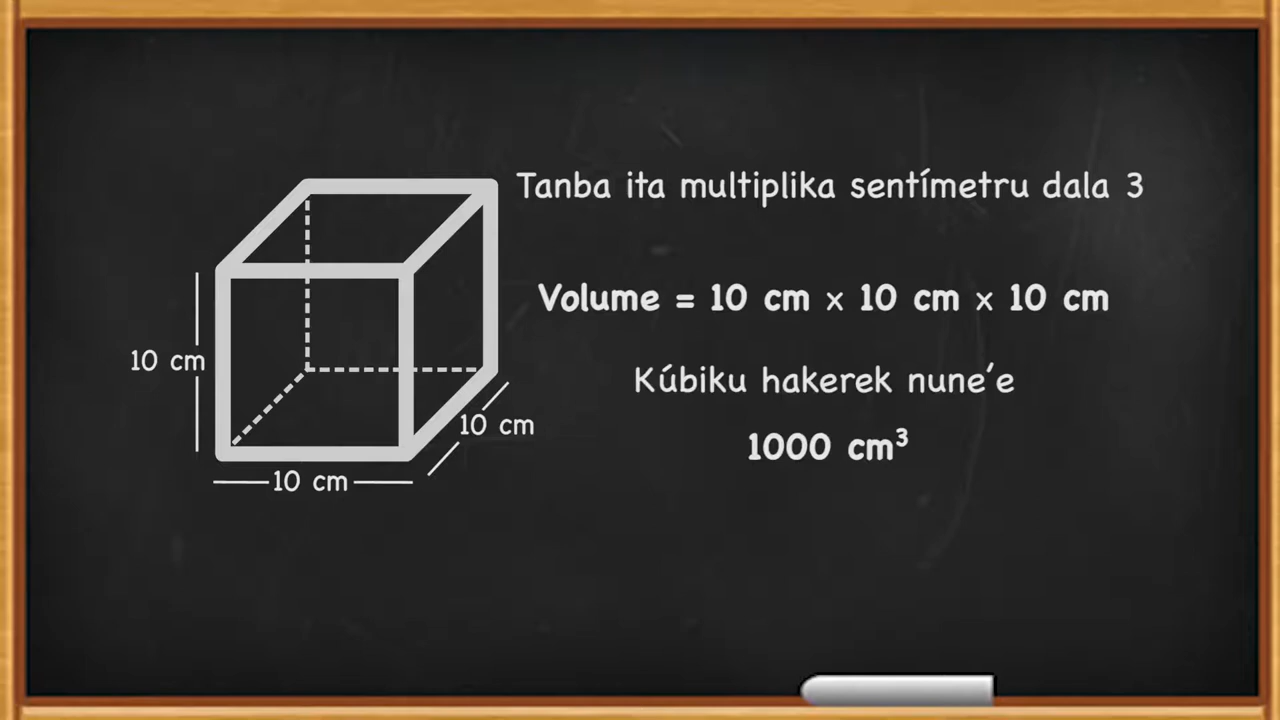 Tanba ita multiplika sentímetru dala 3
Volume = 10 cm x 10 cm x 10 cm
Kúbiku hakerek nune´e
1000 cm³
10 cm
10 cm
10 cm